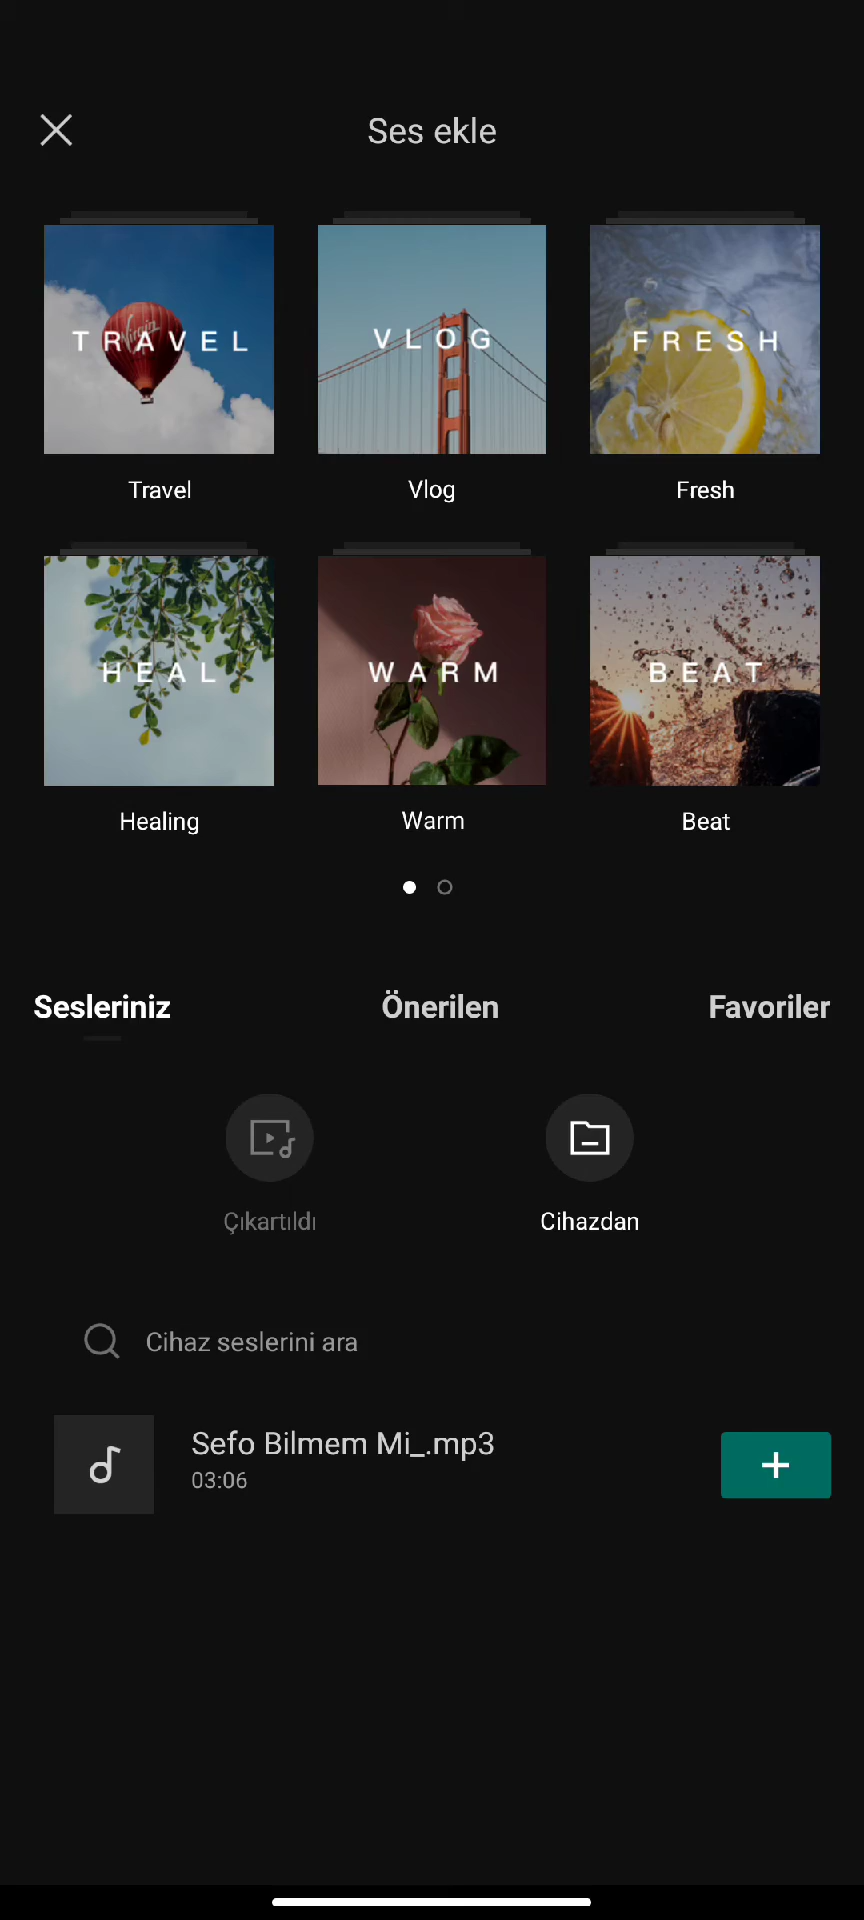 Ses ekle
TRAVEL
VLOG
FRESH
Virgin
Travel
Vlog
Fresh
HEAL
WARM
BEAT
Healing
Warm
Beat
Sesleriniz
Önerilen
Favoriler
Çıkartıldı
Cihazdan
Cihaz seslerini ara
Sefo Bilmem Mi_.mp3
03:06